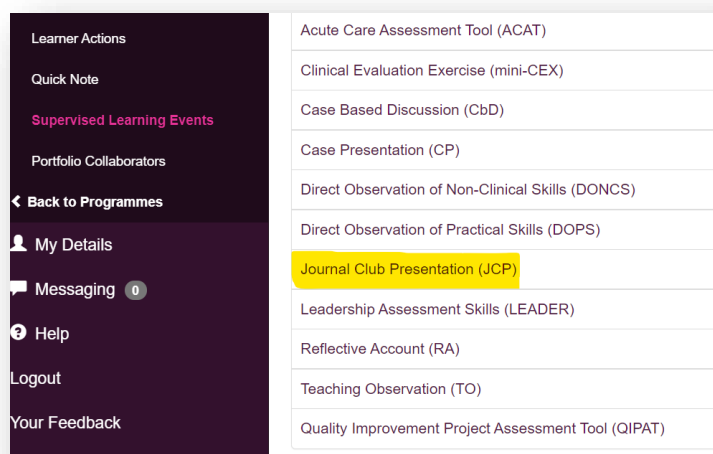 Learner Actions
Quick Note
Supervised Learning Events
Portfolio Collaborators
Back to Programmes
My Details
Messaging 0
Help
Logout
Your Feedback
Acute Care Assessment Tool (ACAT)
Clinical Evaluation Exercise (mini-CEX)
Case Based Discussion (CbD)
Case Presentation (CP)
Direct Observation of Non-Clinical Skills (DONCS)
Direct Observation of Practical Skills (DOPS)
Journal Club Presentation (JCP)
Leadership Assessment Skills (LEADER)
Reflective Account (RA)
Teaching Observation (TO)
Quality Improvement Project Assessment Tool (QIPAT)